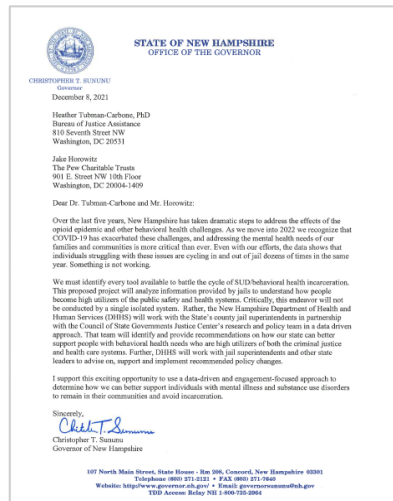 STATE OF NEW HAMPSHIRE
OFFICE OF THE GOVERNOR
CHRISTOPHER T. SUNUNU
Governor
December 8, 2021
Heather Tubman-Carbone, PhD
Bureau of Justice Assistance
810 Seventh Street NW
Washington, DC 20531
Jake Horowitz
The Pew Charitable Trusts
901 E. Street NW 10th Floor
Washington, DC 20004-1409
Dear Dr. Tubman-Carbone and Mr. Horowitz:
Over the last five years, New Hampshire has taken dramatic steps to address the effects of the
opioid epidemic and other behavioral health challenges. As we move into 2022 we recognize that
COVID-19 has exacerbated these challenges, and addressing the mental health needs of our
families and communities is more critical than ever. Even with our efforts, the data shows that
individuals struggling with these issues are cycling in and out of jail dozens of times in the same
year. Something is not working.
We must identify every tool available to battle the cycle of SUD/behavioral health incarceration.
This proposed project will analyze information provided by jails to understand how people
become high utilizers of the public safety and health systems. Critically, this endeavor will not
be conducted by a single isolated system. Rather, the New Hampshire Department of Health and
Human Services (DHHS) will work with the State's county jail superintendents in partnership
with the Council of State Governments Justice Center's research and policy team in a data driven
approach. That team will identify and provide recommendations on how our state can better
support people with behavioral health needs who are high utilizers of both the criminal justice
and health care systems. Further, DHHS will work with jail superintendents and other state
leaders to advise on, support and implement recommended policy changes.
I support this exciting opportunity to use a data-driven and engagement-focused approach to
determine how we can better support individuals with mental illness and substance use disorders
to remain in their communities and avoid incarceration.
Sincerely,
Christopher T. Sununu
Governor of New Hampshire
107 North Main Street, State House - Rm 208, Concord, New Hampshire 03301
Telephone (603) 271-2121 • FAX (603) 271-7640
Website: http://www.governor.nh.gov/ • Email: governorsununu@nh.gov
TDD Access: Relay NH 1-800-735-2964